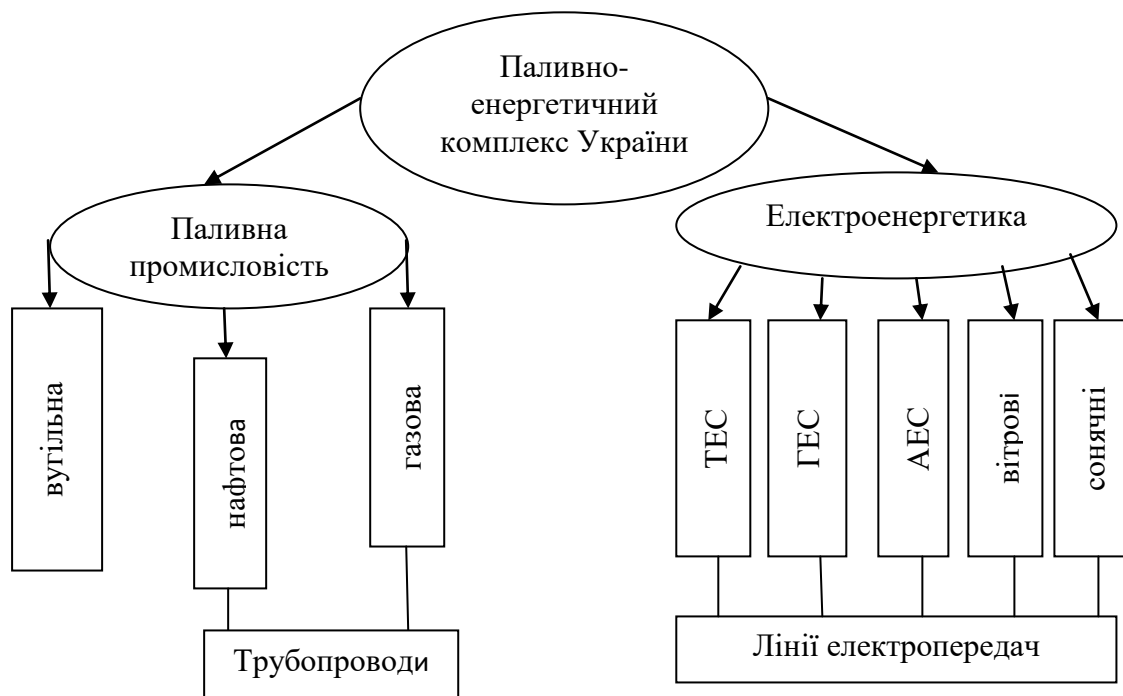 Паливно-
енергетичний
комплекс України
Паливна
промисловість
Електроенергетика
вугільна
нафтова
газова
ТЕС
ГЕС
АЕС
вітрові
сонячні
Трубопроводи
Лінії електропередач